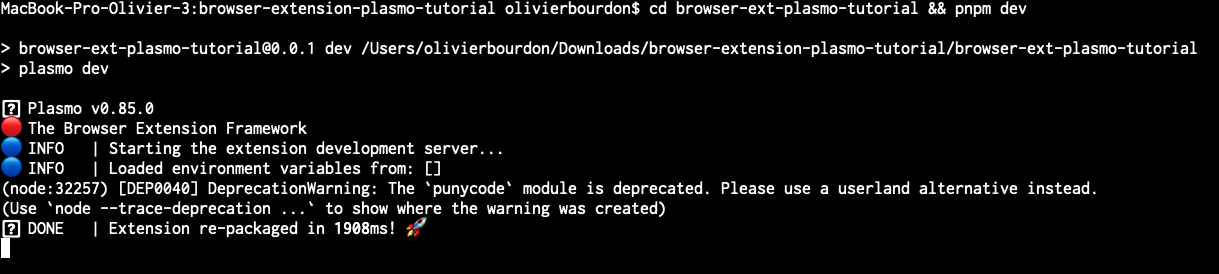 MacBook-Pro-Olivier-3:browser-extension-plasmo-tutorial olivierbourdon$ cd browser-ext-plasmo-tutorial && pnpm dev
> browser-ext-plasmo-tutorial@0.0.1 dev /Users/olivierbourdon/Downloads/browser-extension-plasmo-tutorial/browser-ext-plasmo-tutorial
> plasmo dev
🟣 Plasmo v0.85.0
🔴 The Browser Extension Framework
🔵 INFO   | Starting the extension development server...
🔵 INFO   | Loaded environment variables from: []
(node:32257) [DEP0040] DeprecationWarning: The `punycode` module is deprecated. Please use a userland alternative instead.
(Use `node --trace-deprecation ...` to show where the warning was created)
⍰ DONE   | Extension re-packaged in 1908ms! 🚀